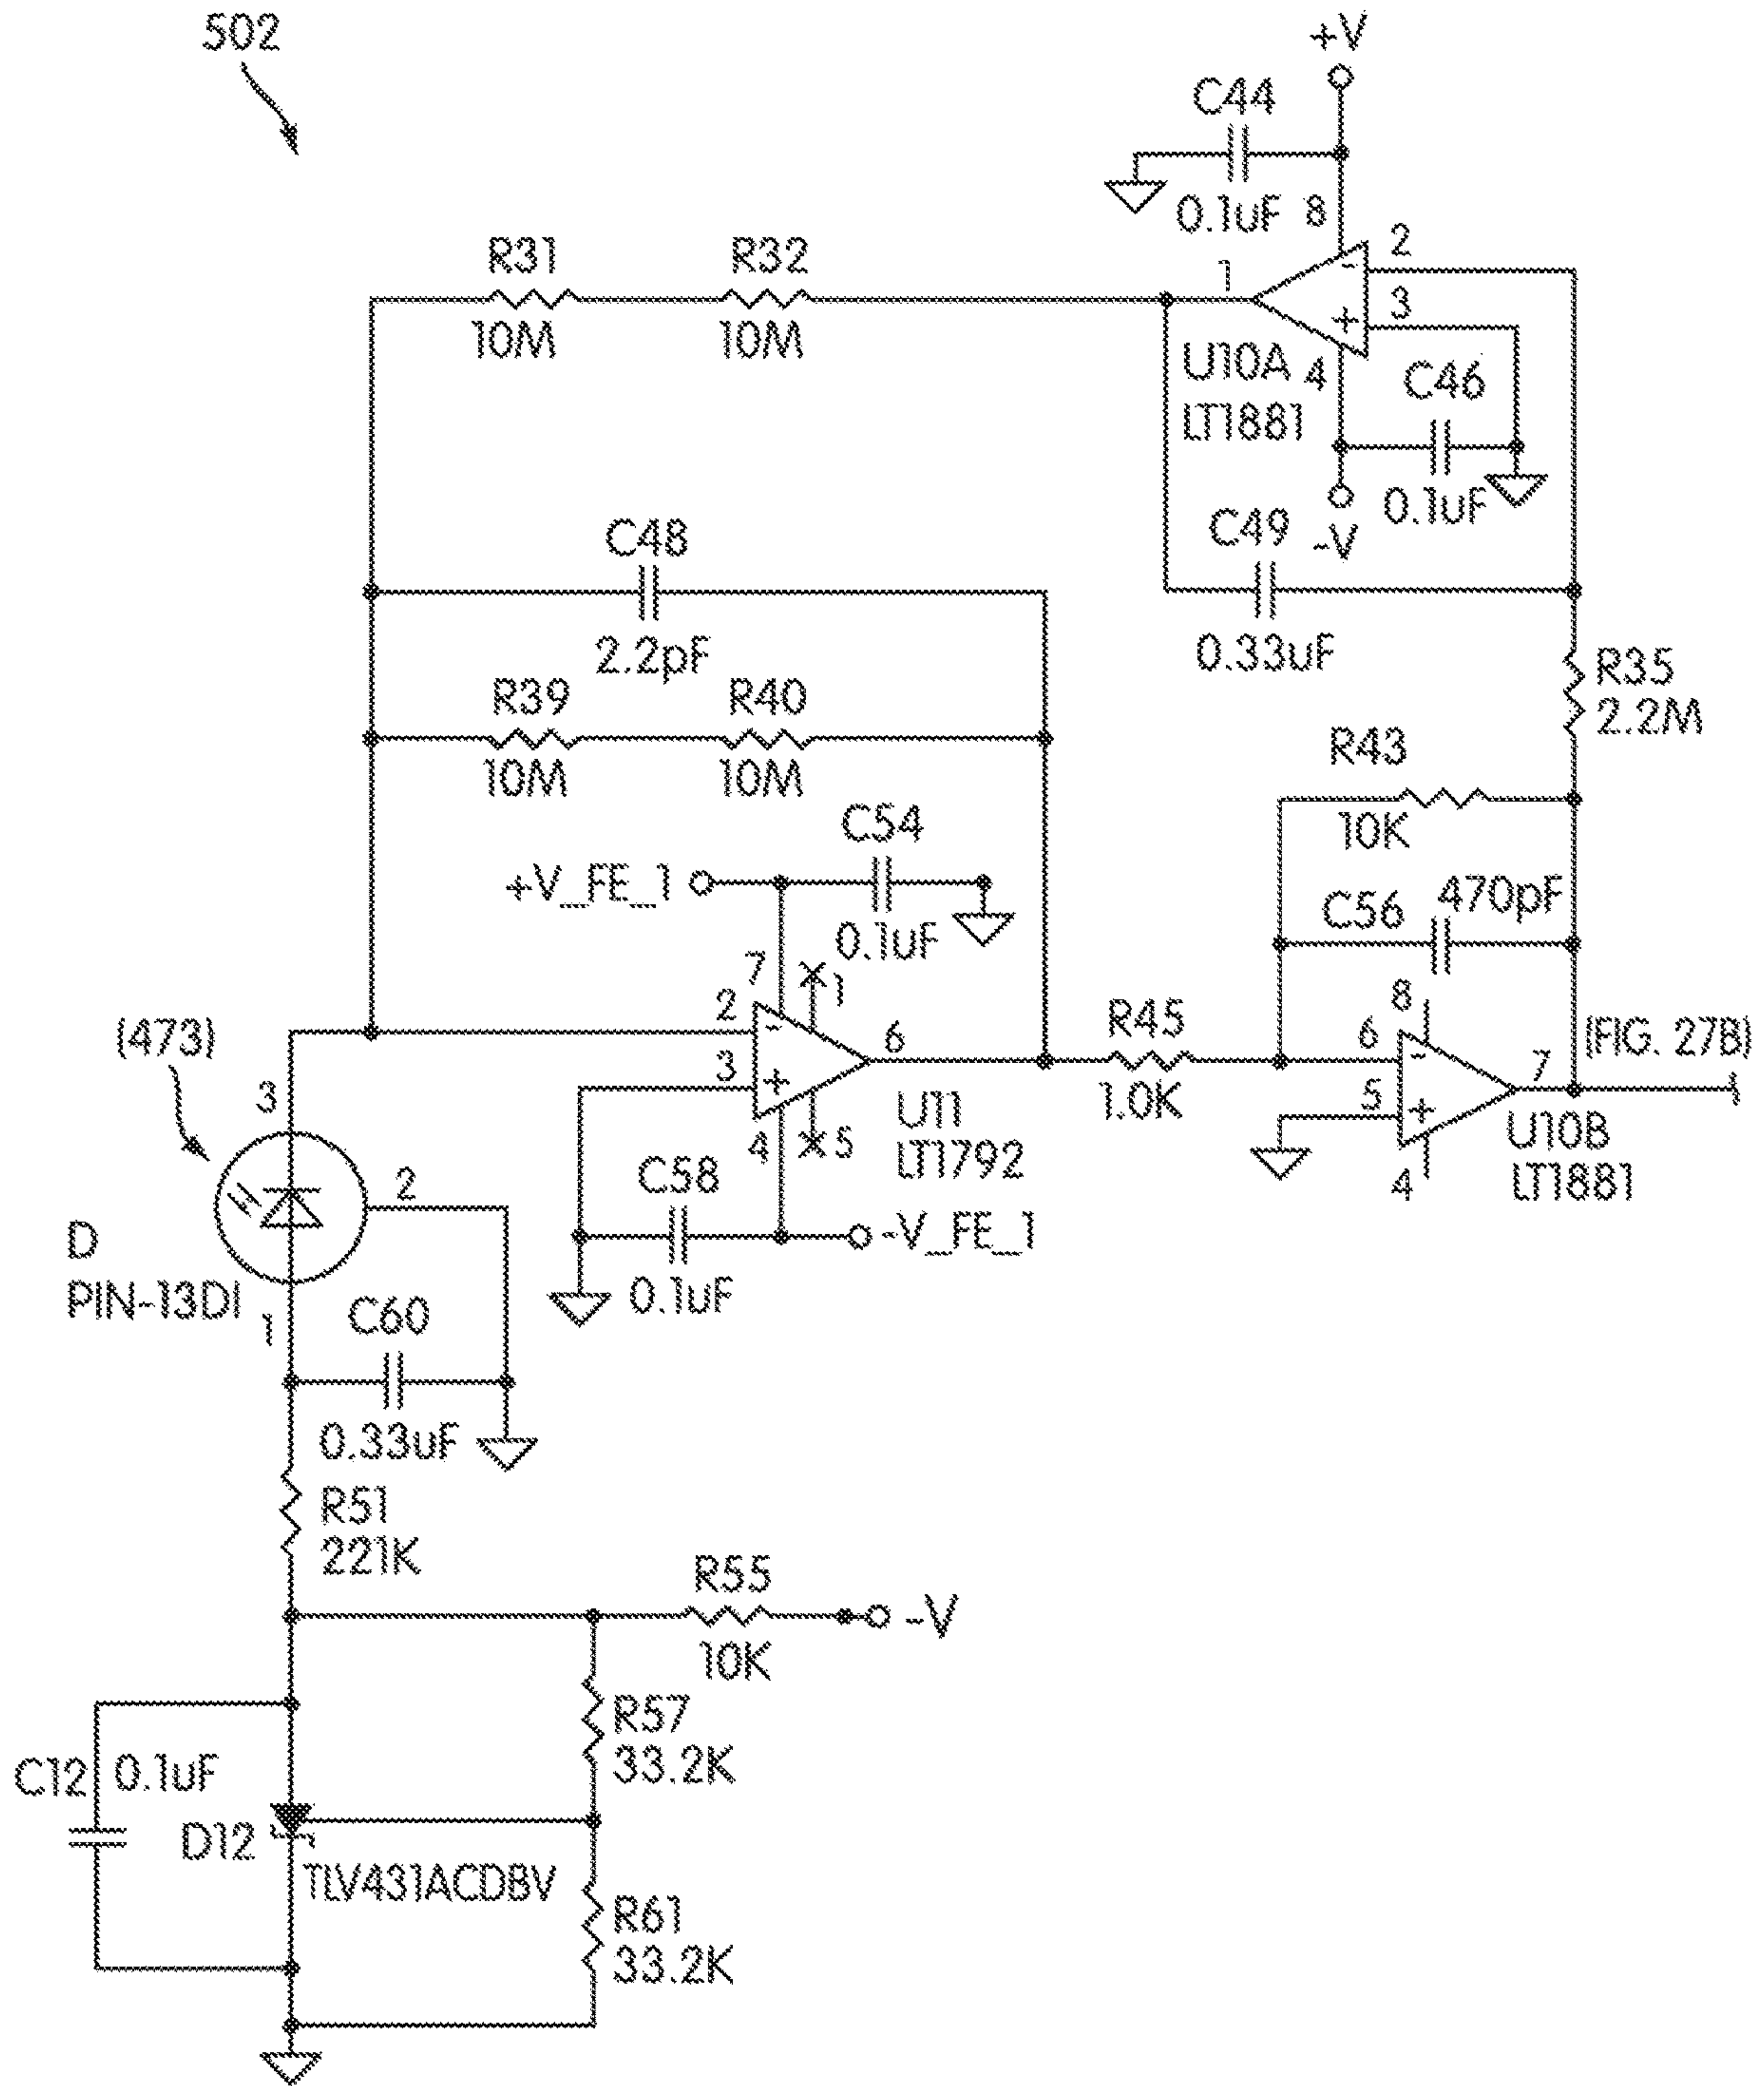 502
+V
C44
0.1uF
8
R31
R32
1
2
3
10M
10M
U10A
4
LT1881
C46
0.1uF
-V
C48
C49
2.2pF
0.33uF
R35
2.2M
R39
R40
10M
10M
R43
10K
C54
+V_FE_1
0.1uF
C56
470pF
7
1
2
3
6
4
5
U11
LT1792
R45
1.0K
8
6
5
7
4
(FIG. 27B)
U10B
LT1881
(473)
3
2
D
PIN-13DI
1
C58
0.1uF
-V_FE_1
C60
0.33uF
R51
221K
R55
10K
-V
R57
33.2K
C12
0.1uF
D12
TLV431ACDBV
R61
33.2K